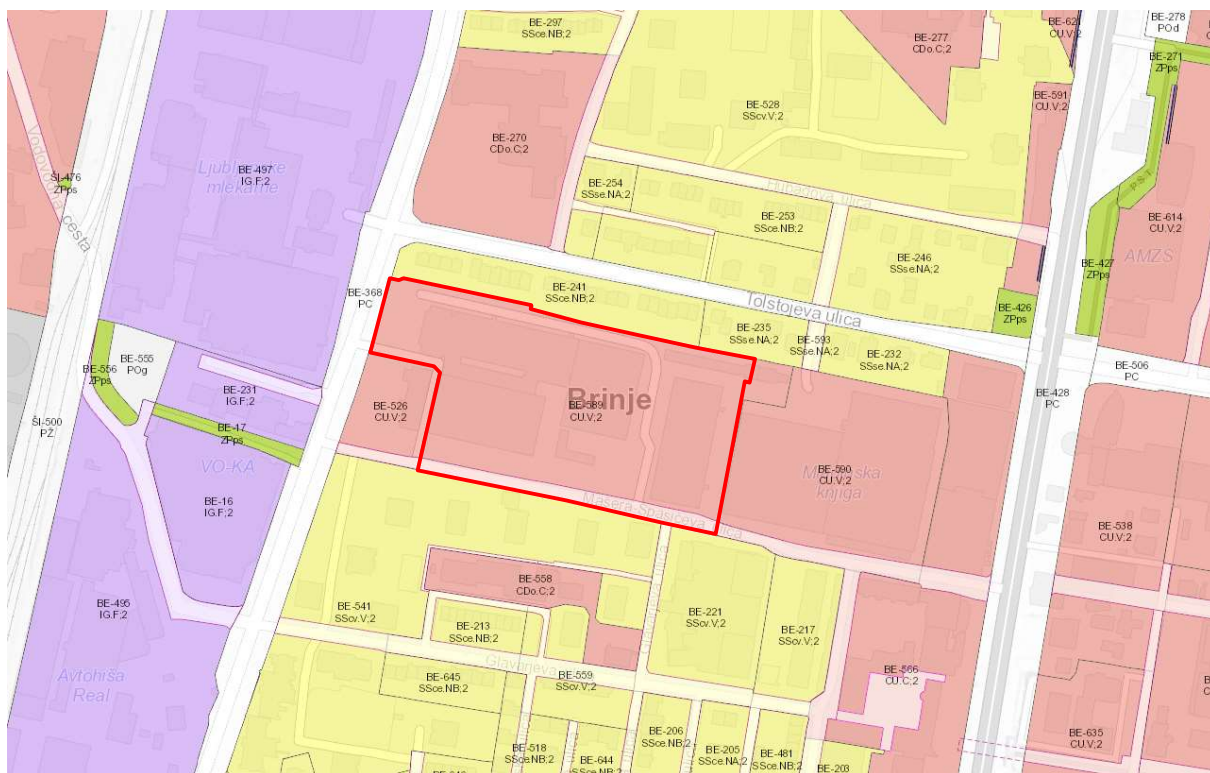 BE-297
SSce.NB;2
BE-277
CDo.C;2
CU.V;2
BE-278
POd
BE-271
ZPps
BE-591
CU.V;2
BE-528
SScv.V;2
BE-270
CDo.C;2
Ljubljanske
mlekarne
BE-497
IG.F;2
ŠI-476
ZPps
Vodovodna cesta
BE-254
SSse.NA;2
Hubadova ulica
BE-253
SSce.NB;2
P S T
BE-614
CU.V;2
AMZS
BE-246
SSse.NA;2
BE-427
ZPps
BE-368
PC
BE-241
SSce.NB;2
Tolstojeva ulica
BE-426
ZPps
BE-235
SSse.NA;2
BE-593
SSse.NA;2
BE-232
SSse.NA;2
BE-555
POg
BE-556
ZPps
BE-506
PC
BE-231
IG.F;2
BE-428
PC
Brinje
BE-589
CU.V;2
BE-526
CU.V;2
ŠI-500
PŽ
BE-17
ZPps
VO-KA
BE-590
CU.V;2
knjiga
BE-16
IG.F;2
Mašera-Spasićeva ulica
BE-538
CU.V;2
BE-558
CDo.C;2
BE-495
IG.F;2
BE-541
SScv.V;2
BE-213
SSce.NB;2
BE-221
SScv.V;2
BE-217
SScv.V;2
Glavarjeva
BE-566
CU.C;2
Avtohiša
Real
BE-645
SSce.NB;2
BE-559
SScv.V;2
BE-206
SSce.NB;2
BE-635
CU.V;2
BE-518
SSce.NB;2
BE-644
SSce.NB;2
BE-205
SSce.NA;2
BE-481
SSce.NB;2
BE-203